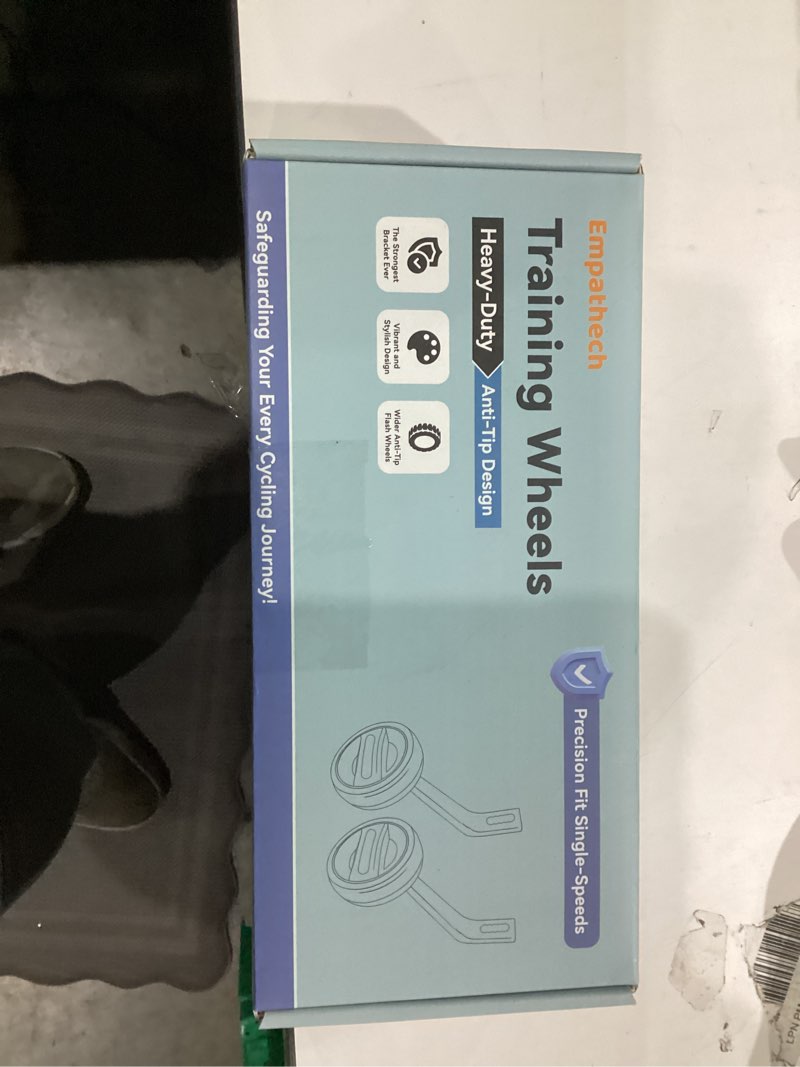 Empathech
Training Wheels
Heavy-Duty
Anti-Tip Design
The Strongest
Bracket Ever
Vibrant and
Stylish Design
Wider Anti-Tip
Flash Wheels
Precision Fit Single-Speeds
Safeguarding Your Every Cycling Journey!